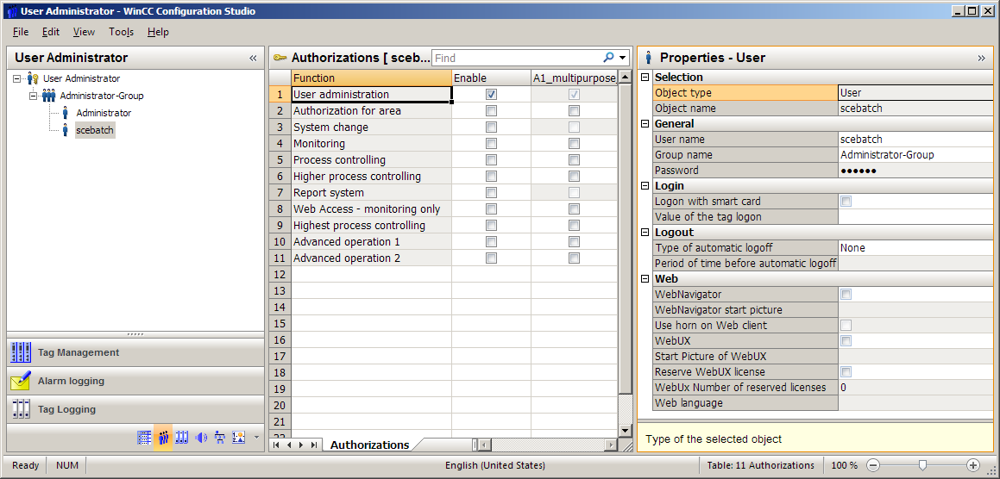 User Administrator - WinCC Configuration Studio
File Edit View Tools Help
User Administrator «
User Administrator
Administrator-Group
Administrator
scebatch
Tag Management
Alarm logging
Tag Logging
Authorizations [ sceb... Find
Function Enable A1_multipurpose_
1 User administration
2 Authorization for area
3 System change
4 Monitoring
5 Process controlling
6 Higher process controlling
7 Report system
8 Web Access - monitoring only
9 Highest process controlling
10 Advanced operation 1
11 Advanced operation 2
12
13
14
15
16
17
18
19
20
21
22
Authorizations
Properties - User »
Selection
Object type User
Object name scebatch
General
User name scebatch
Group name Administrator-Group
Password ●●●●●●
Login
Logon with smart card
Value of the tag logon
Logout
Type of automatic logoff None
Period of time before automatic logoff
Web
WebNavigator
WebNavigator start picture
Use horn on Web client
WebUX
Start Picture of WebUX
Reserve WebUX license
WebUx Number of reserved licenses 0
Web language
Type of the selected object
Ready NUM English (United States) Table: 11 Authorizations 100 %